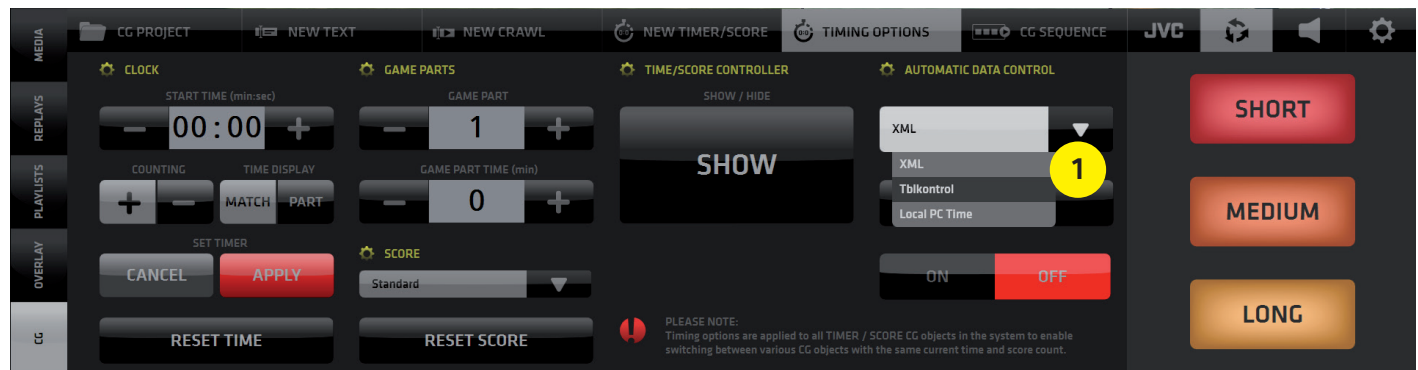 MEDIA
REPLAYS
PLAYLISTS
OVERLAY
CG
CG PROJECT
NEW TEXT
NEW CRAWL
NEW TIMER/SCORE
TIMING OPTIONS
CG SEQUENCE
JVC
CLOCK
START TIME (min:sec)
— 00:00 +
COUNTING
TIME DISPLAY
+ —
MATCH PART
SET TIMER
CANCEL APPLY
RESET TIME
GAME PARTS
GAME PART
— 1 +
GAME PART TIME (min)
— 0 +
SCORE
Standard
RESET SCORE
TIME/SCORE CONTROLLER
SHOW / HIDE
SHOW
AUTOMATIC DATA CONTROL
XML
XML
Tblkontrol
Local PC Time
1
ON OFF
PLEASE NOTE:
Timing options are applied to all TIMER / SCORE CG objects in the system to enable
switching between various CG objects with the same current time and score count.
SHORT
MEDIUM
LONG